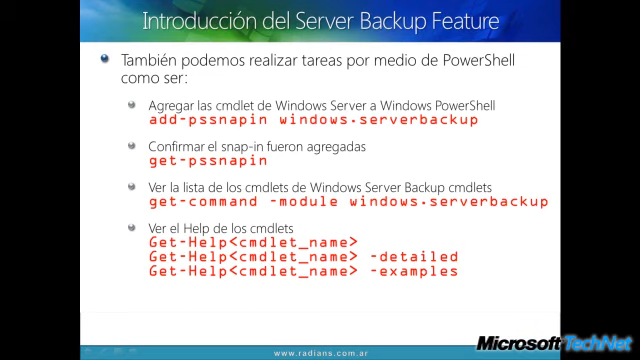 Introducción del Server Backup Feature
También podemos realizar tareas por medio de PowerShell
como ser:
Agregar las cmdlet de Windows Server a Windows PowerShell
add-pssnapin windows.serverbackup
Confirmar el snap-in fueron agregadas
get-pssnapin
Ver la lista de los cmdlets de Windows Server Backup cmdlets
get-command -module windows.serverbackup
Ver el Help de los cmdlets
Get-Help<cmdlet_name>
Get-Help<cmdlet_name> -detailed
Get-Help<cmdlet_name> -examples
Microsoft TechNet
www.radians.com.ar